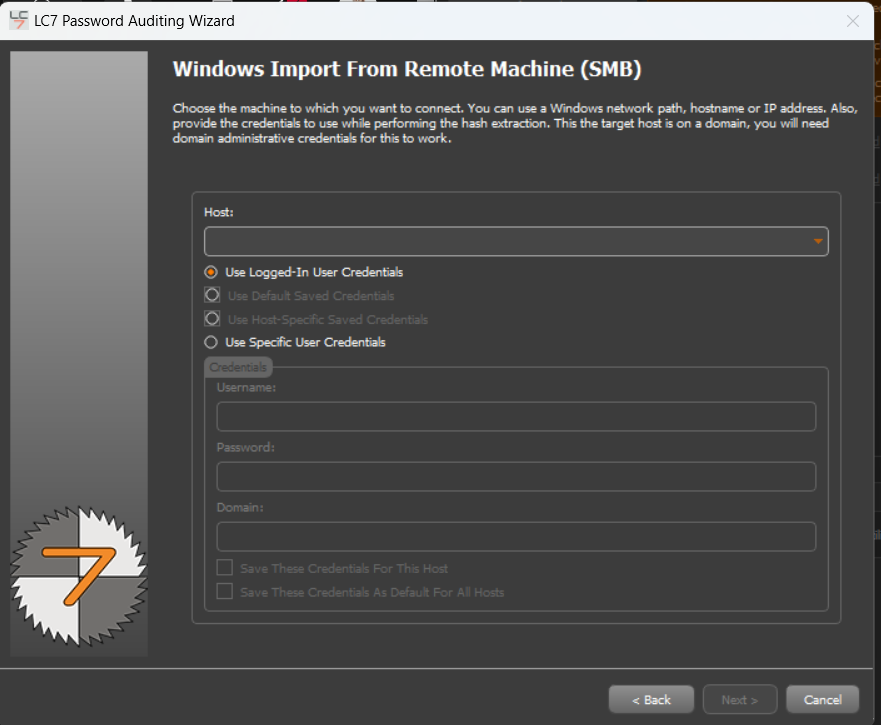 LC7 Password Auditing Wizard
Windows Import From Remote Machine (SMB)
Choose the machine to which you want to connect. You can use a Windows network path, hostname or IP address. Also,
provide the credentials to use while performing the hash extraction. This the target host is on a domain, you will need
domain administrative credentials for this to work.
Host:
Use Logged-In User Credentials
Use Default Saved Credentials
Use Host-Specific Saved Credentials
Use Specific User Credentials
Credentials
Username:
Password:
Domain:
Save These Credentials For This Host
Save These Credentials As Default For All Hosts
7
< Back
Next >
Cancel